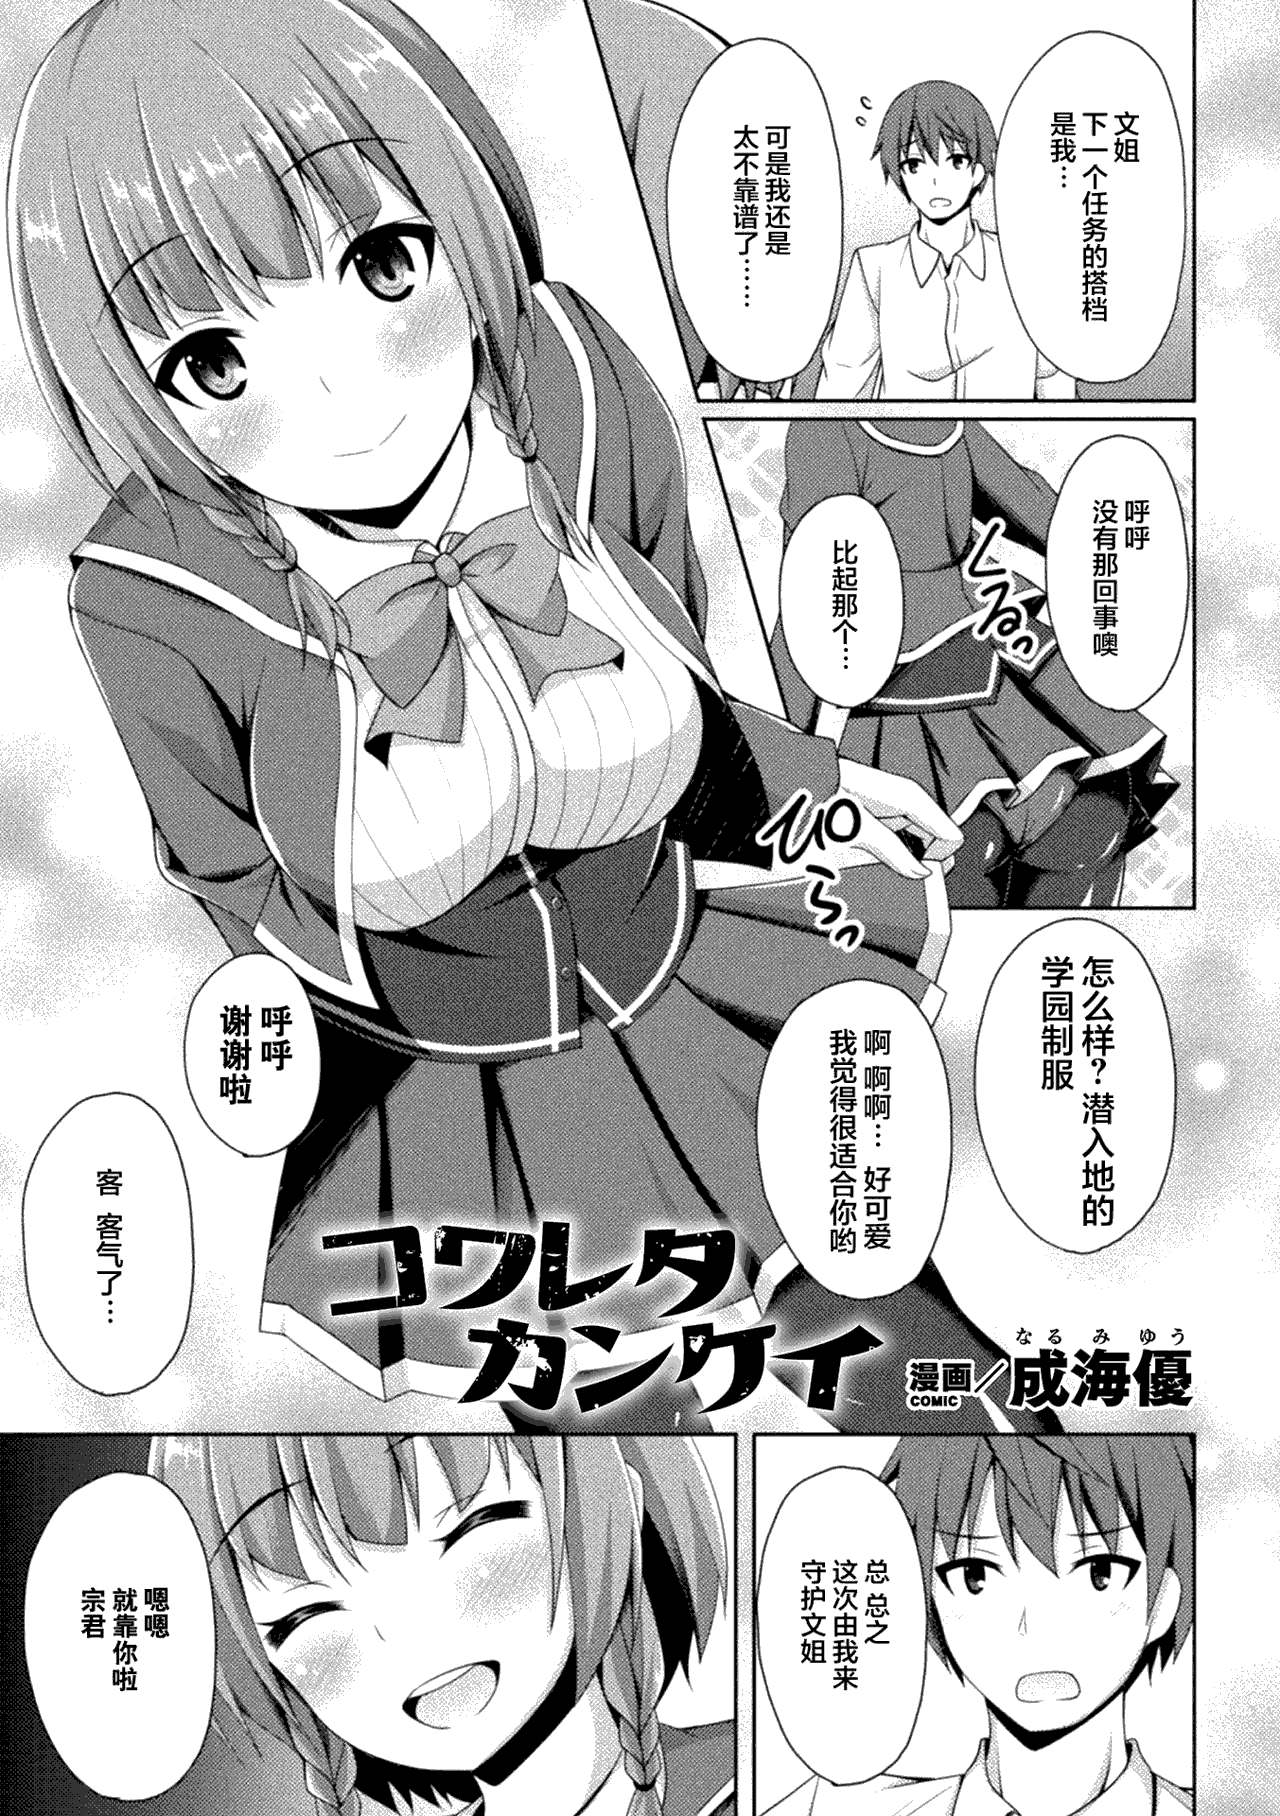 文姐
下一个任务的搭档
是我…
可是我还是
太不靠谱了……
呼呼
没有那回事噢
くるっ
比起那个…
ぴらっ
怎么样?潜入地的
学园制服
啊 啊啊… 好可爱
我觉得很适合你哟
呼呼
谢谢啦
客 客气了…
コワレタ
カンケイ
漫画/成海優
COMIC
なるみゆう
总 总之
这次由我来
守护文姐
嗯嗯
就靠你啦
宗君